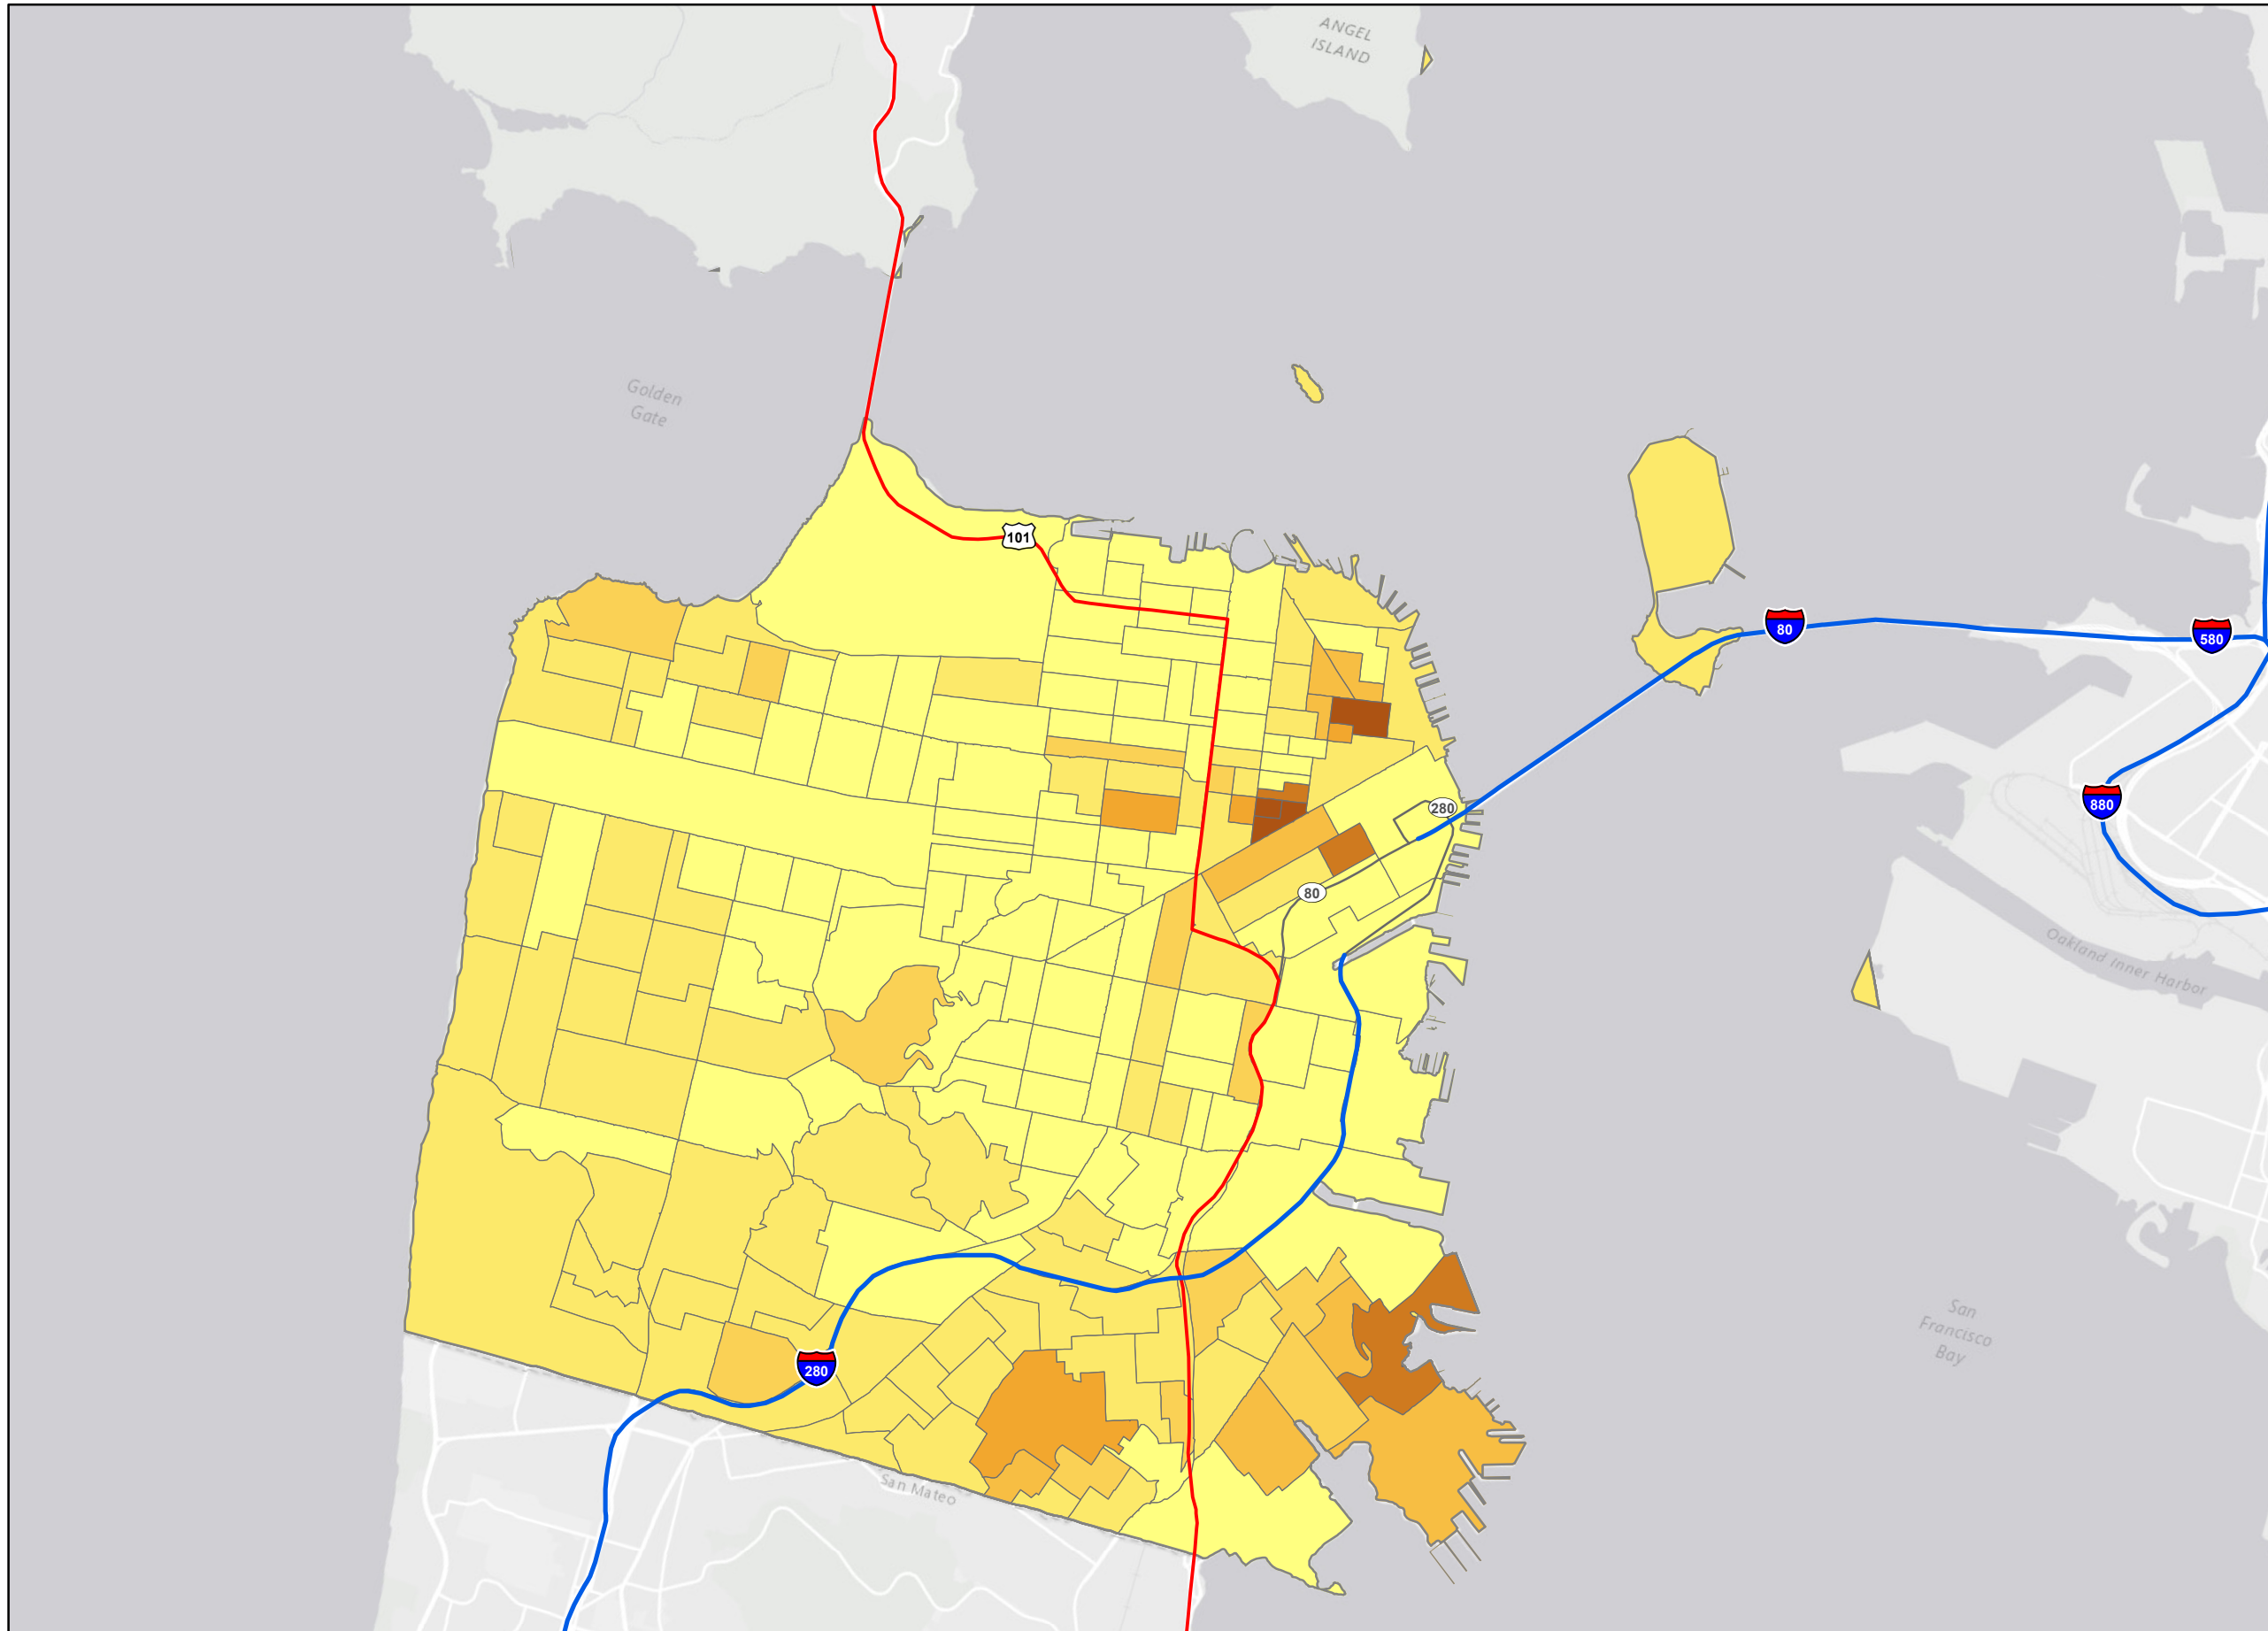 ANGEL
ISLAND
Golden
Gate
101
80
580
280
880
80
Oakland Inner Harbor
San
Francisco
Bay
280
San Mateo